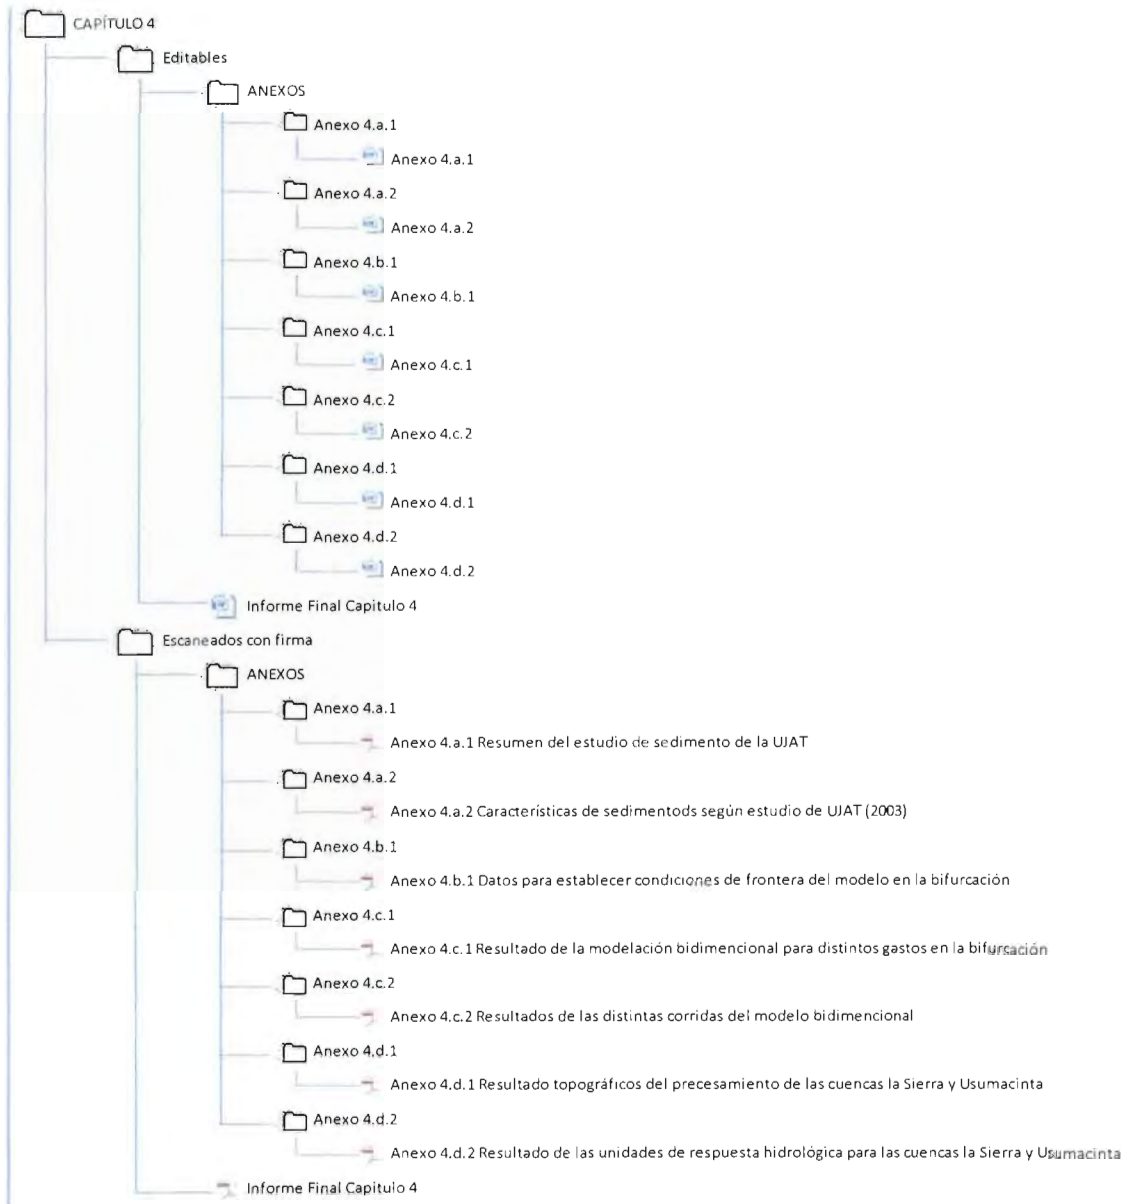 CAPÍTULO 4
Editables
ANEXOS
Anexo 4.a.1
Anexo 4.a.1
Anexo 4.a.2
Anexo 4.a.2
Anexo 4.b.1
Anexo 4.b.1
Anexo 4.c.1
Anexo 4.c.1
Anexo 4.c.2
Anexo 4.c.2
Anexo 4.d.1
Anexo 4.d.1
Anexo 4.d.2
Anexo 4.d.2
Informe Final Capitulo 4
Escaneados con firma
ANEXOS
Anexo 4.a.1
Anexo 4.a.1 Resumen del estudio de sedimento de la UJAT
Anexo 4.a.2
Anexo 4.a.2 Características de sedimentods según estudio de UJAT (2003)
Anexo 4.b.1
Anexo 4.b.1 Datos para establecer condiciones de frontera del modelo en la bifurcación
Anexo 4.c.1
Anexo 4.c.1 Resultado de la modelación bidimencional para distintos gastos en la bifurcación
Anexo 4.c.2
Anexo 4.c.2 Resultados de las distintas corridas del modelo bidimencional
Anexo 4.d.1
Anexo 4.d.1 Resultado topográficos del precesamiento de las cuencas la Sierra y Usumacinta
Anexo 4.d.2
Anexo 4.d.2 Resultado de las unidades de respuesta hidrológica para las cuencas la Sierra y Usumacinta
Informe Final Capitulo 4